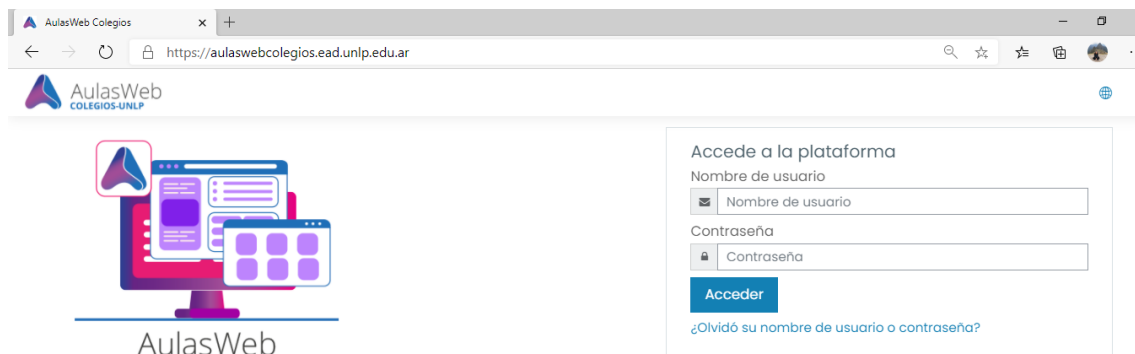 AulasWeb Colegios
https://aulaswebcolegios.ead.unlp.edu.ar
AulasWeb
COLEGIOS-UNLP
Accede a la plataforma
Nombre de usuario
Nombre de usuario
Contraseña
Contraseña
Acceder
¿Olvidó su nombre de usuario o contraseña?
AulasWeb